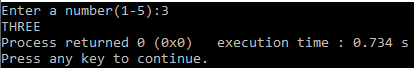 Enter a number(1-5):3
THREE
Process returned 0 (0x0)   execution time : 0.734 s
Press any key to continue.